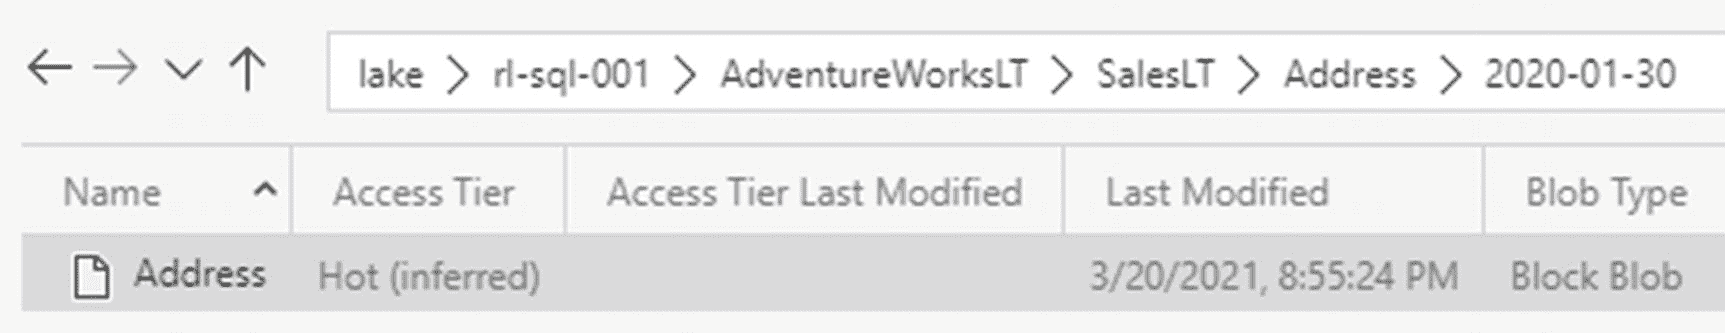 lake > rl-sql-001 > AdventureWorksLT > SalesLT > Address > 2020-01-30
Name Access Tier Access Tier Last Modified Last Modified Blob Type
Address Hot (inferred) 3/20/2021, 8:55:24 PM Block Blob